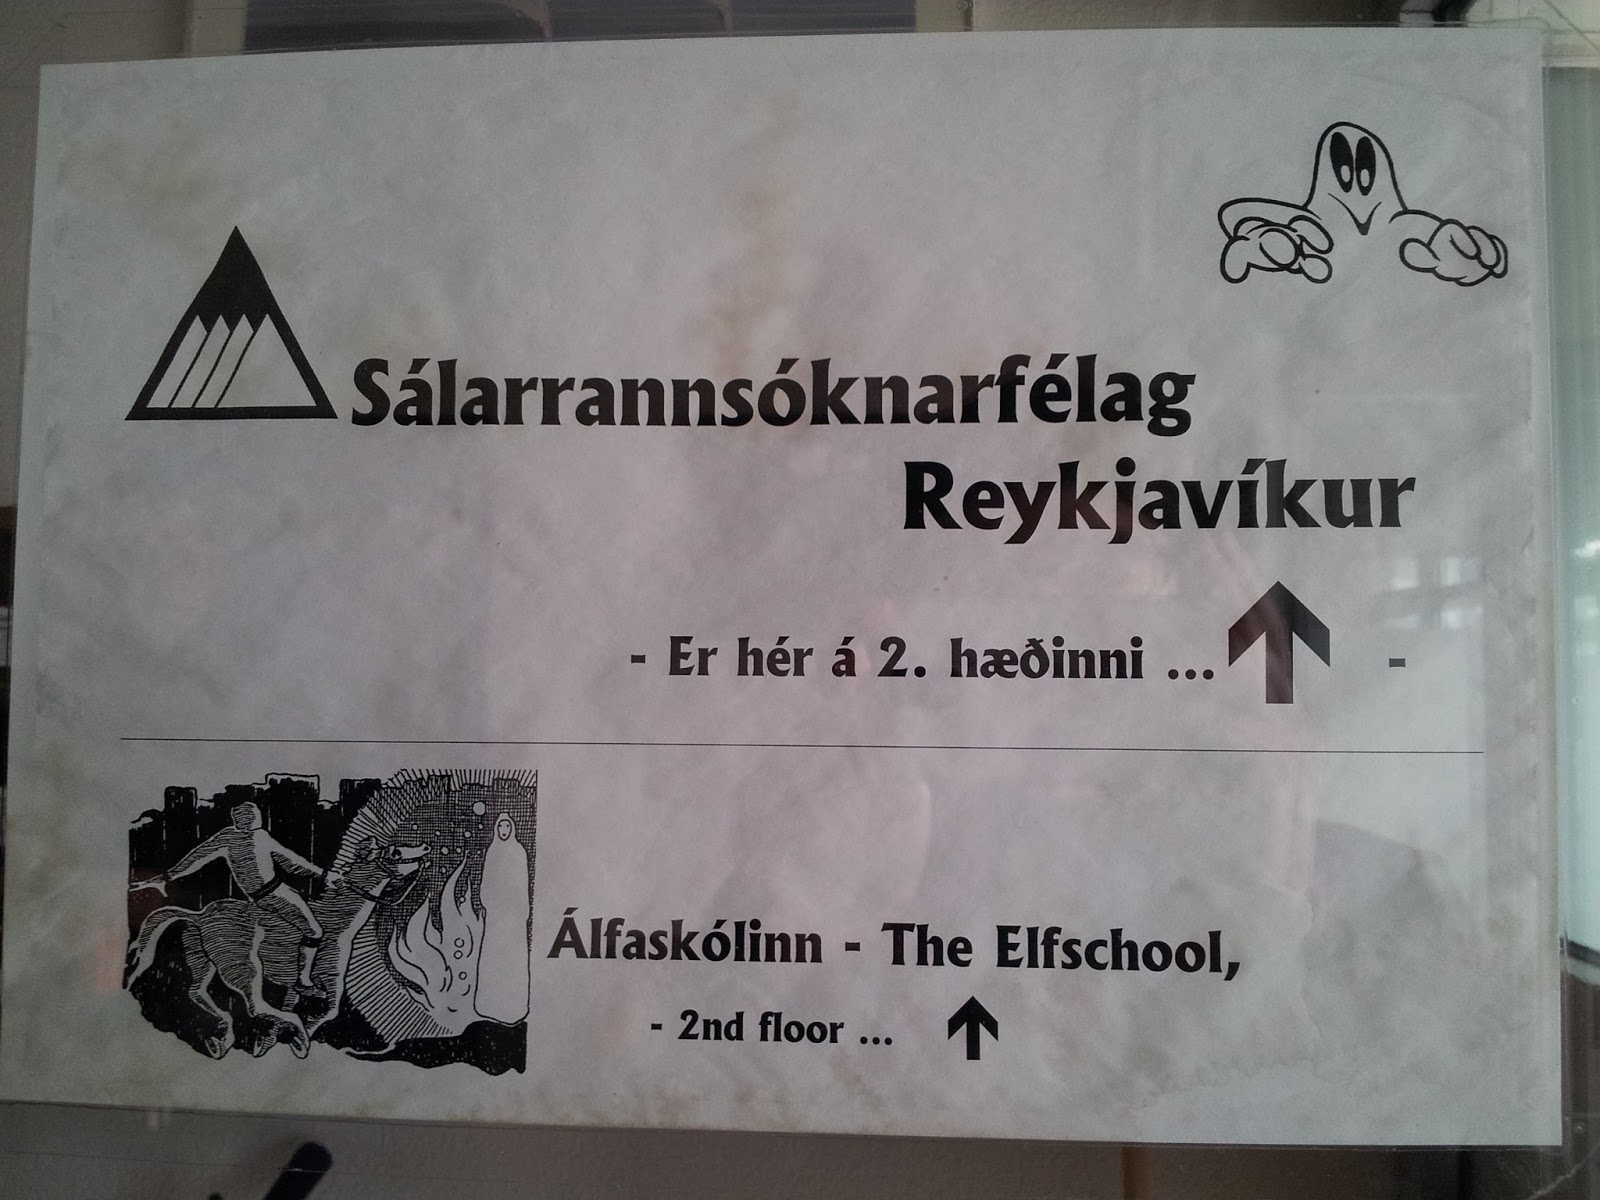 Sálarrannsóknarfélag
Reykjavíkur
- Er hér á 2. hæðinni ... -
Álfaskólinn - The Elfschool,
- 2nd floor ...